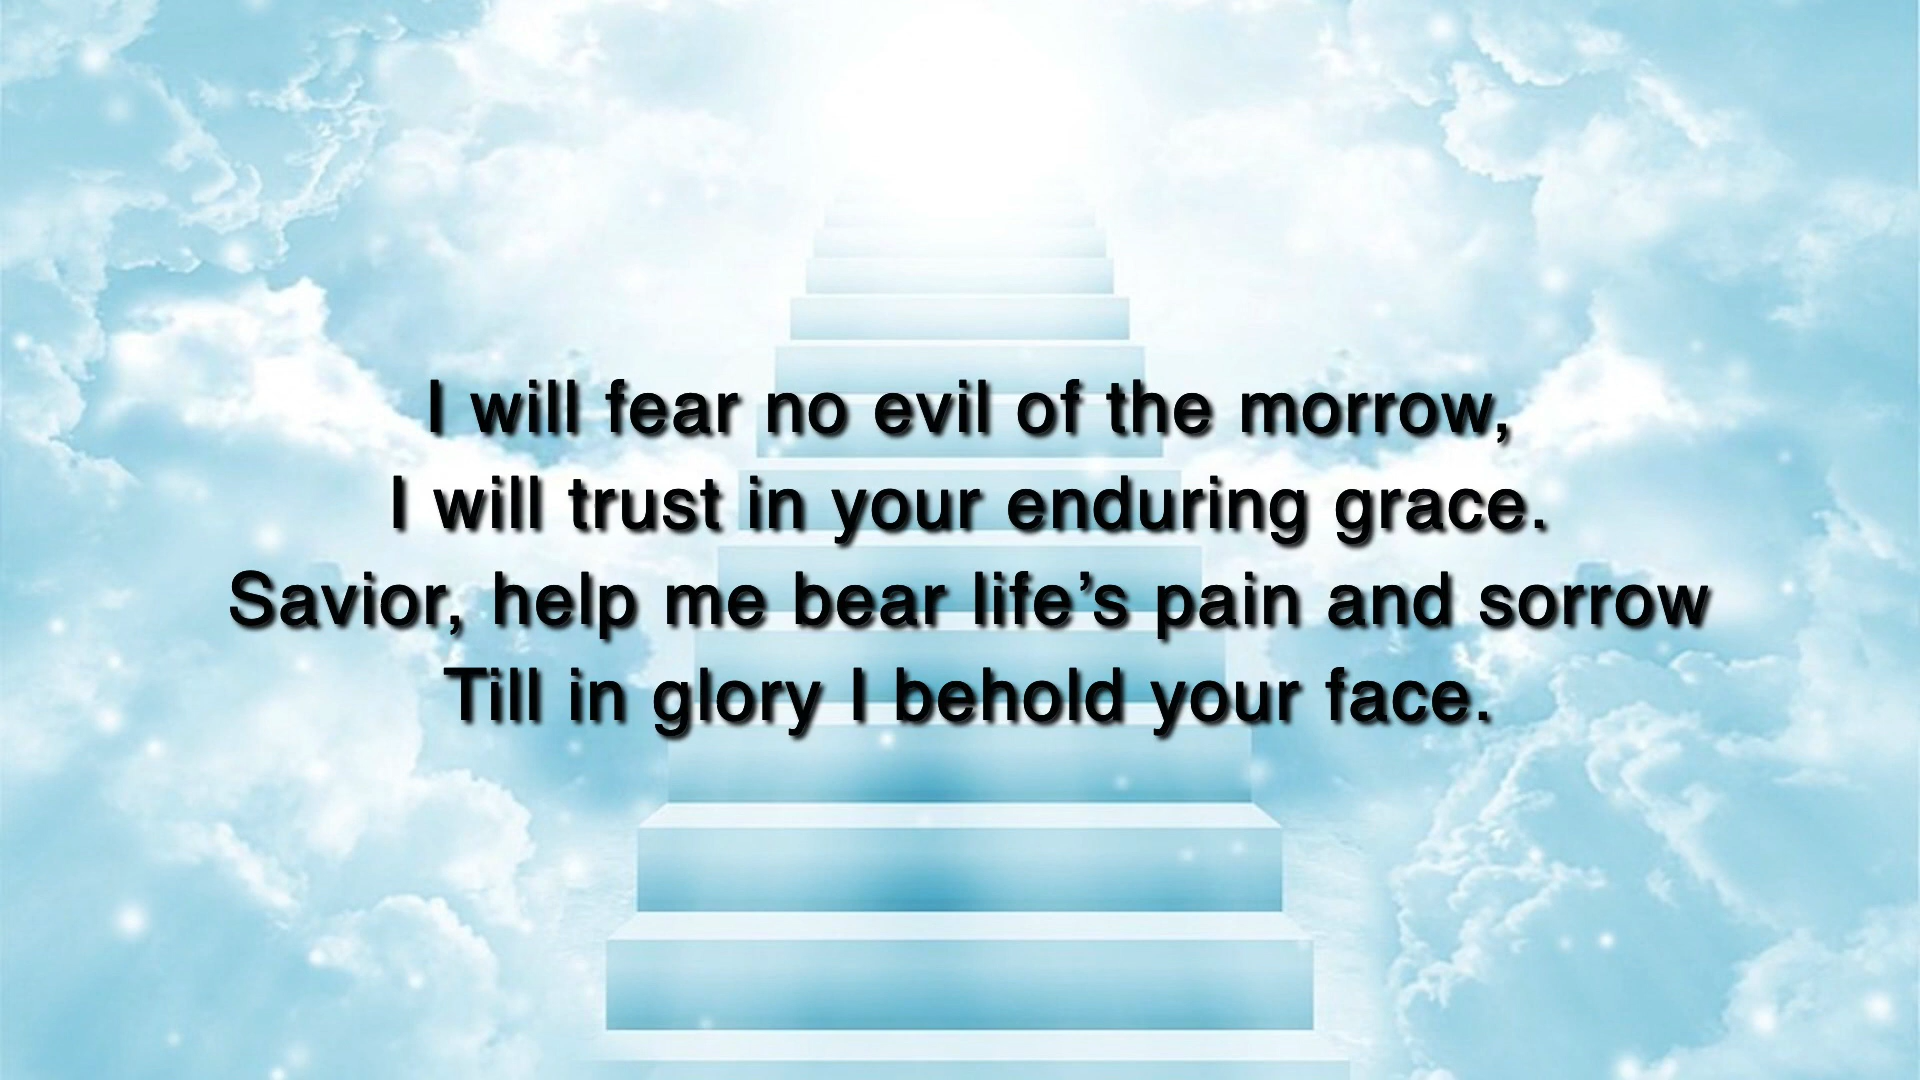 I will fear no evil of the morrow,
I will trust in your enduring grace.
Savior, help me bear life’s pain and sorrow
Till in glory I behold your face.